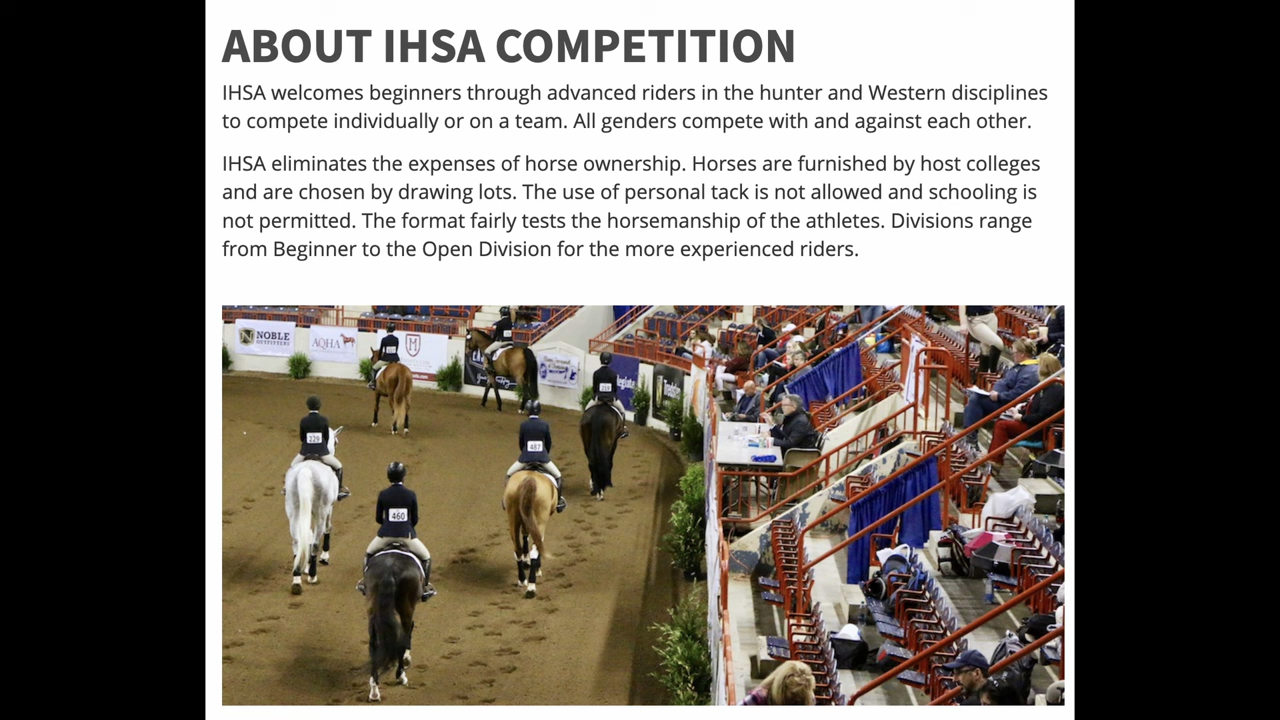 ABOUT IHSA COMPETITION
IHSA welcomes beginners through advanced riders in the hunter and Western disciplines
to compete individually or on a team. All genders compete with and against each other.
IHSA eliminates the expenses of horse ownership. Horses are furnished by host colleges
and are chosen by drawing lots. The use of personal tack is not allowed and schooling is
not permitted. The format fairly tests the horsemanship of the athletes. Divisions range
from Beginner to the Open Division for the more experienced riders.
NOBLE
OUTFITTERS
AQHA
229
487
460